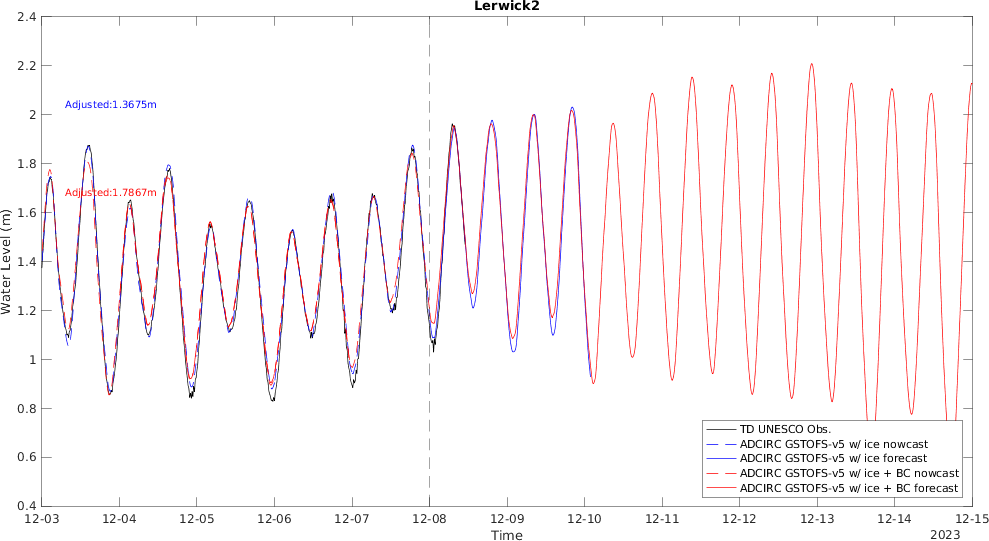 Lerwick2
2.4
2.2
2
1.8
1.6
1.4
1.2
1
0.8
0.6
0.4
Water Level (m)
Adjusted:1.3675m
Adjusted:1.7867m
TD UNESCO Obs.
ADCIRC GSTOFS-v5 w/ ice nowcast
ADCIRC GSTOFS-v5 w/ ice forecast
ADCIRC GSTOFS-v5 w/ ice + BC nowcast
ADCIRC GSTOFS-v5 w/ ice + BC forecast
12-03 12-04 12-05 12-06 12-07 12-08 12-09 12-10 12-11 12-12 12-13 12-14 12-15
Time
2023